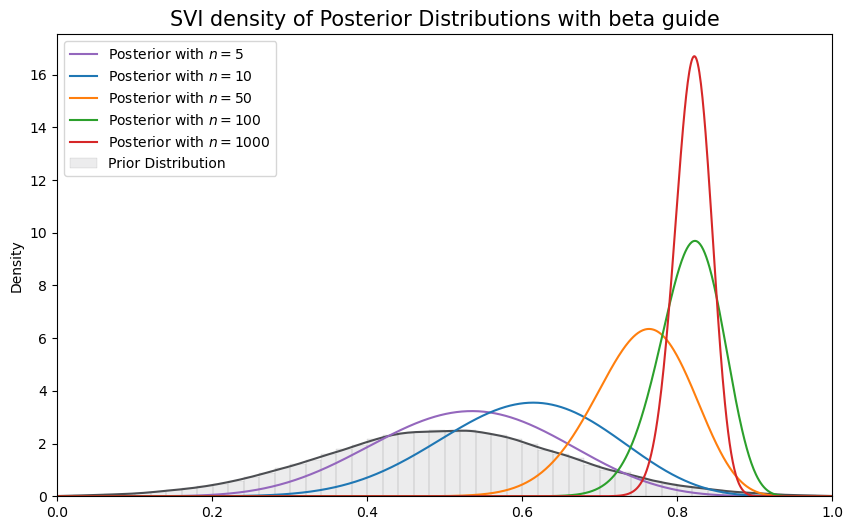 SVI density of Posterior Distributions with beta guide
Posterior with n = 5
Posterior with n = 10
Posterior with n = 50
Posterior with n = 100
Posterior with n = 1000
Prior Distribution
Density
16
14
12
10
8
6
4
2
0
0.0 0.2 0.4 0.6 0.8 1.0